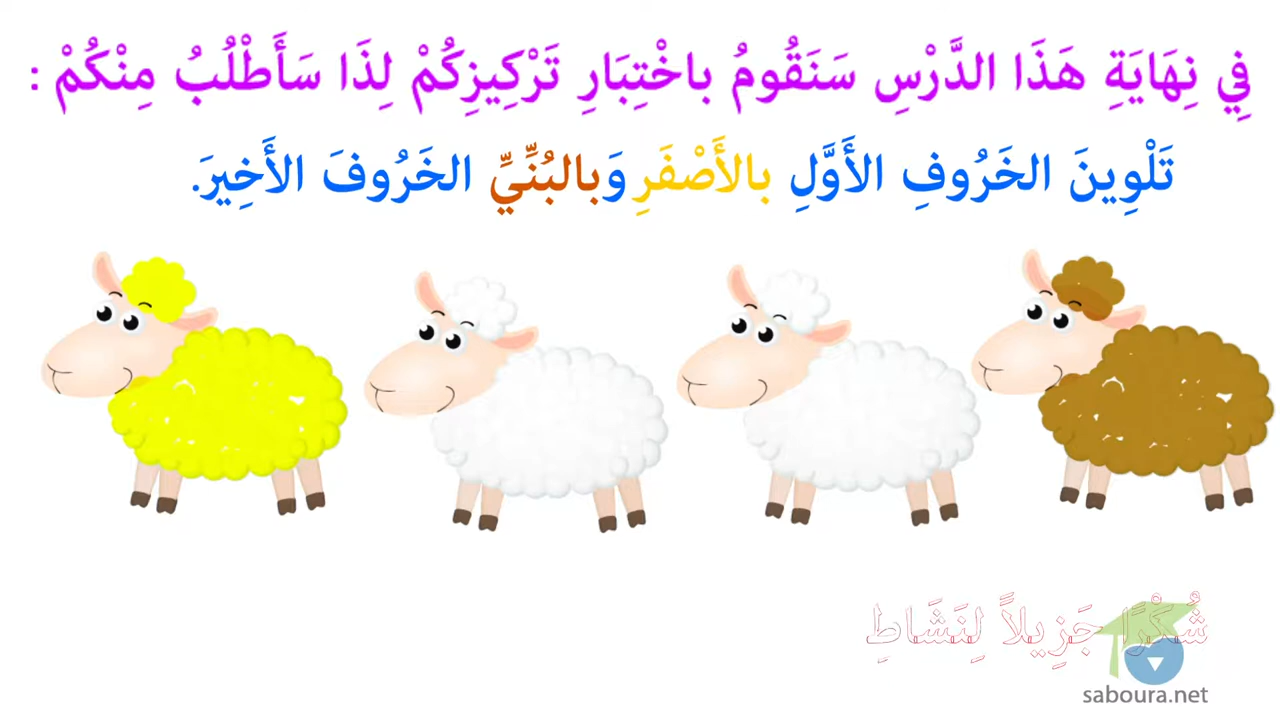 فِي نِهَايَةِ هَذَا الدَّرْسِ سَنَقُومُ باخْتِبَارِ تَرْكِيزِكُمْ لِذَا سَأَطْلُبُ مِنْكُمْ :
تَلْوِينَ الخَرُوفِ الأَوَّلِ بالأَصْفَرِ وَبالبُنِّيِّ الخَرُوفَ الأَخِيرَ.
شُكْرًا جَزِيلاً لِنَشَاطِ
saboura.net